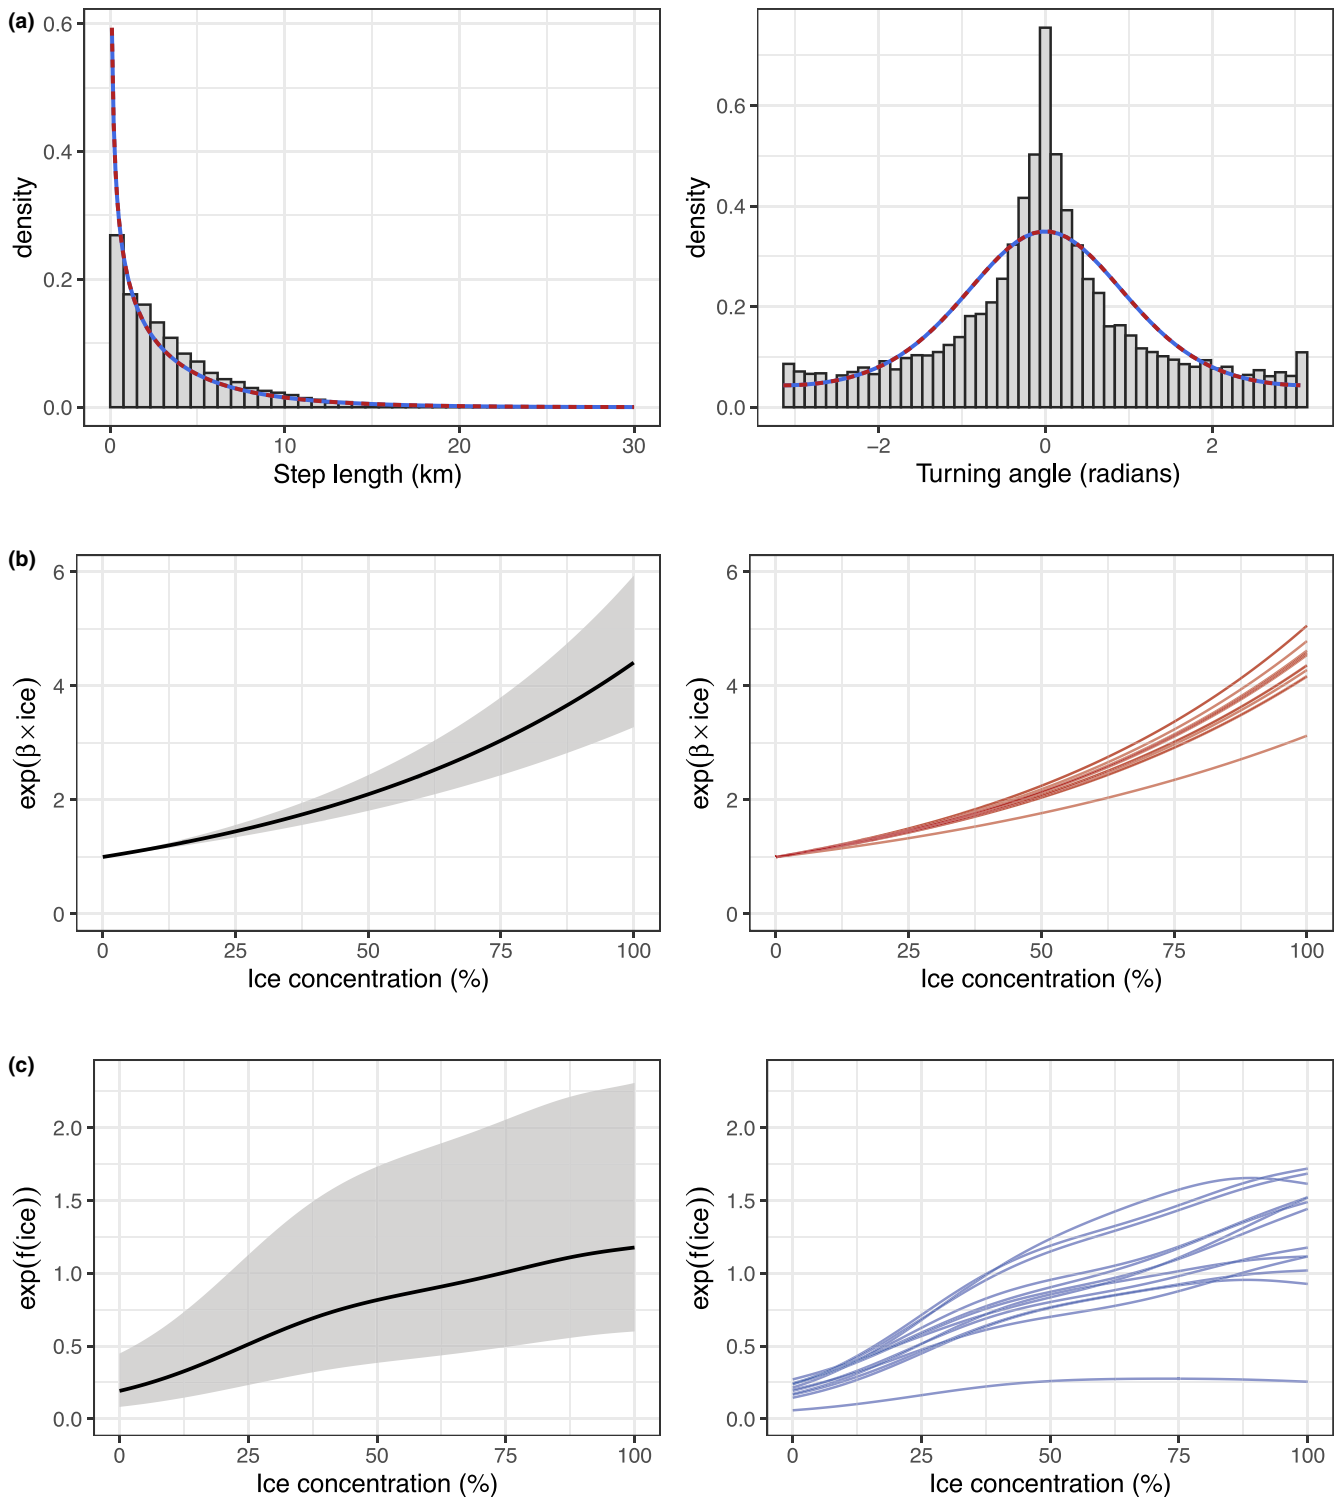 (a)
0.6
0.4
0.2
0.0
density
0 10 20 30
Step length (km)
0.6
0.4
0.2
0.0
density
−2 0 2
Turning angle (radians)
(b)
6
4
2
0
exp(β×ice)
0 25 50 75 100
Ice concentration (%)
6
4
2
0
exp(β×ice)
0 25 50 75 100
Ice concentration (%)
(c)
2.0
1.5
1.0
0.5
0.0
exp(f(ice))
0 25 50 75 100
Ice concentration (%)
2.0
1.5
1.0
0.5
0.0
exp(f(ice))
0 25 50 75 100
Ice concentration (%)